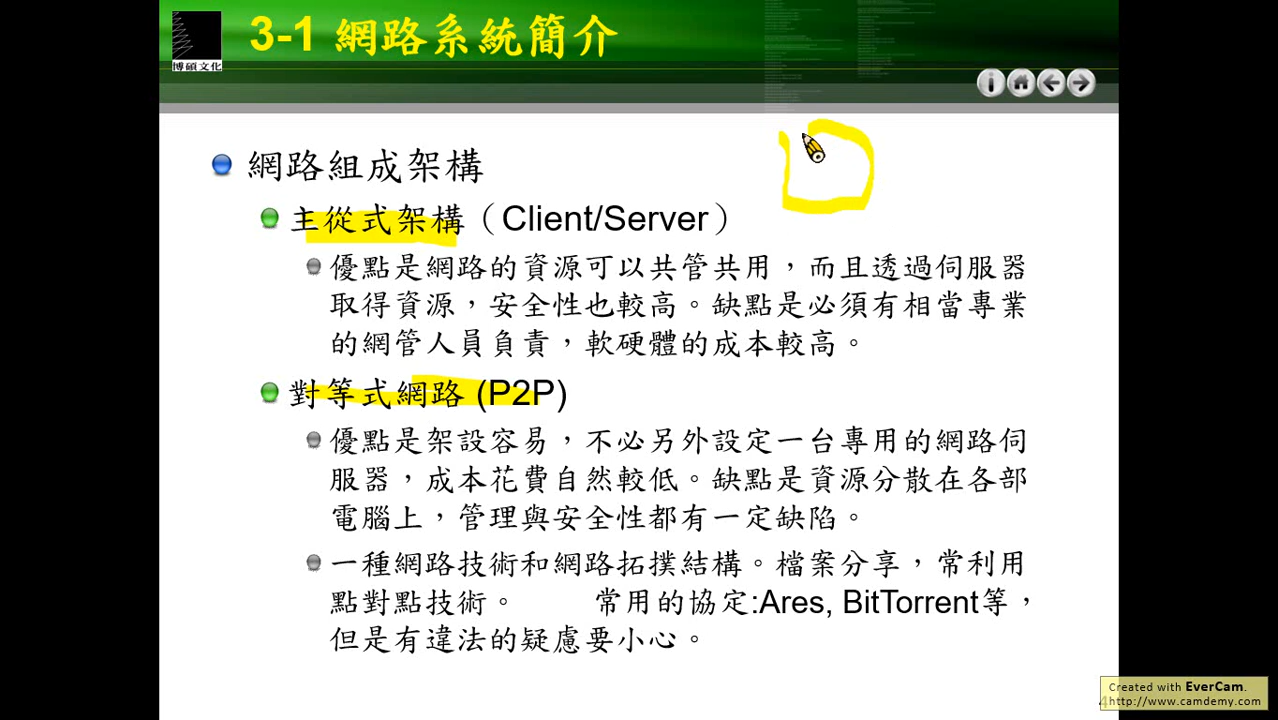 3-1 網路系統簡介
博碩文化
網路組成架構
主從式架構（Client/Server）
優點是網路的資源可以共管共用，而且透過伺服器
取得資源，安全性也較高。缺點是必須有相當專業
的網管人員負責，軟硬體的成本較高。
對等式網路 (P2P)
優點是架設容易，不必另外設定一台專用的網路伺
服器，成本花費自然較低。缺點是資源分散在各部
電腦上，管理與安全性都有一定缺陷。
一種網路技術和網路拓撲結構。檔案分享，常利用
點對點技術。 常用的協定:Ares, BitTorrent等，
但是有違法的疑慮要小心。
Created with EverCam.
4
http://www.camdemy.com